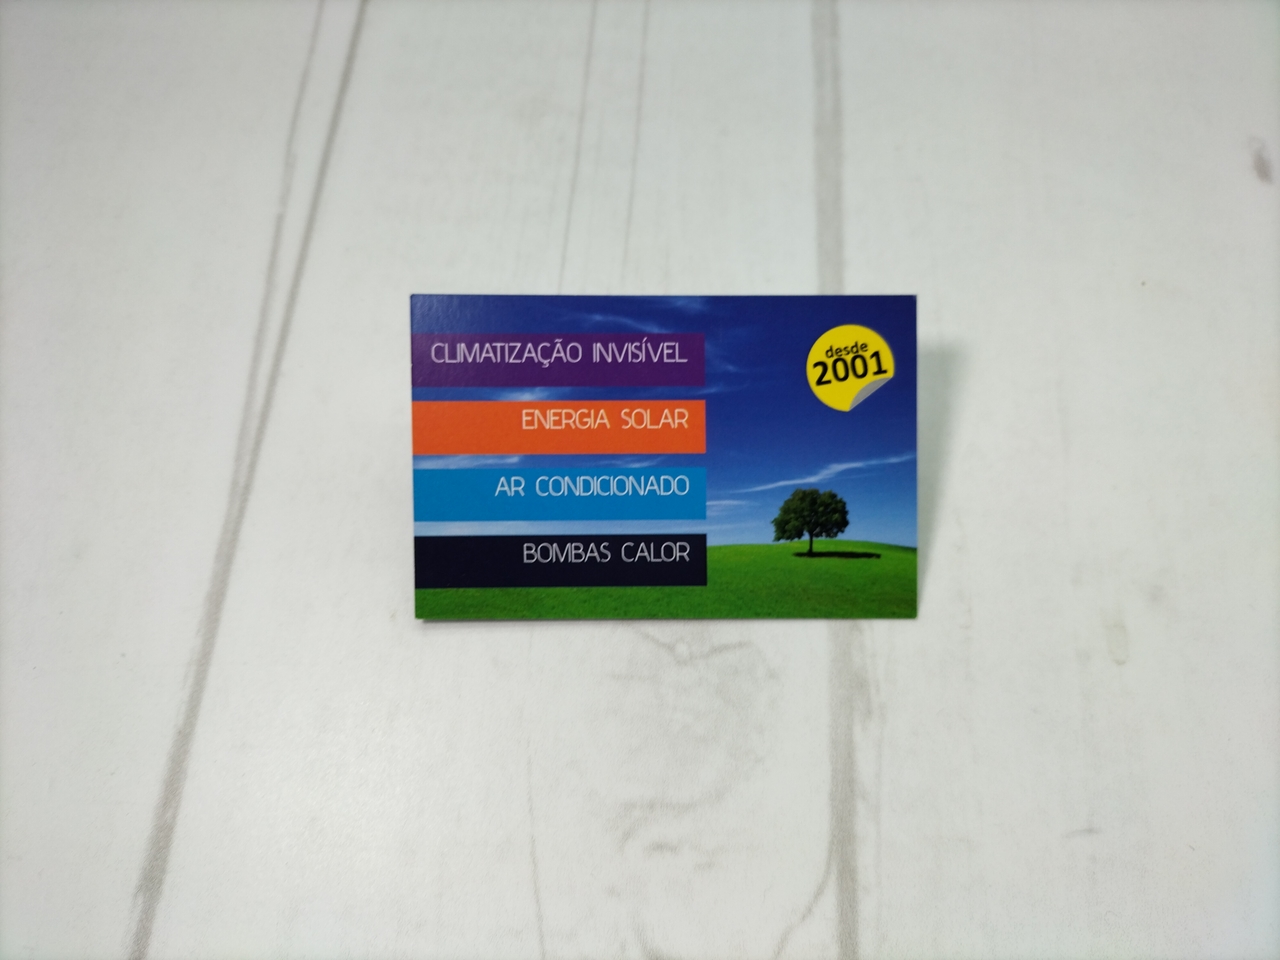 CLIMATIZAÇÃO INVISÍVEL
ENERGIA SOLAR
AR CONDICIONADO
BOMBAS CALOR
desde
2001